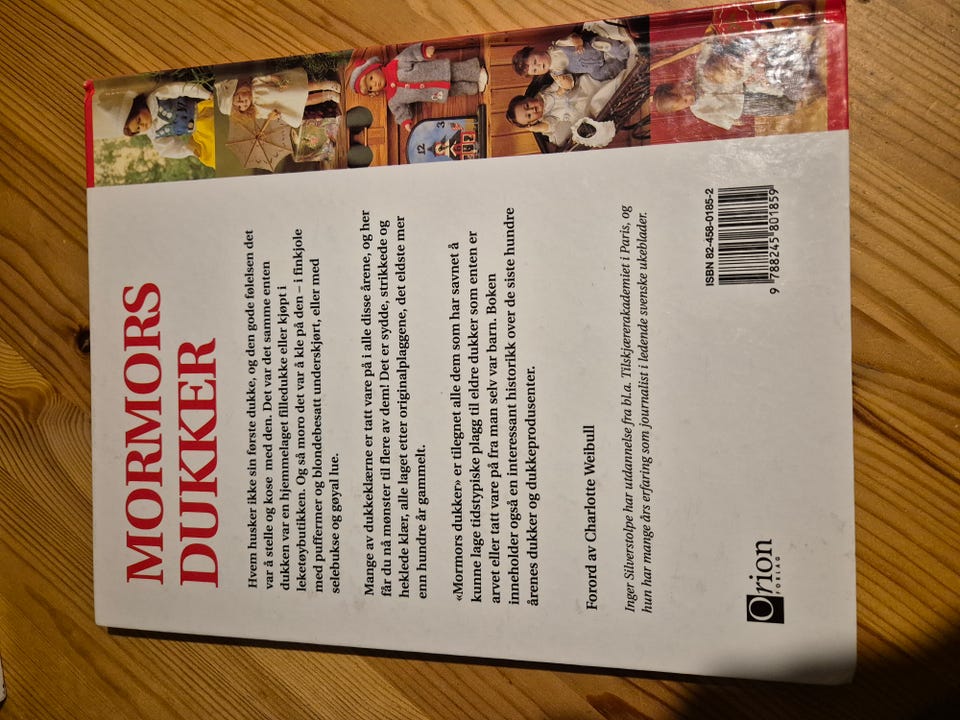 MORMORS
DUKKER
Hvem husker ikke sin første dukke, og den gode følelsen det
var å stelle og kose med den. Det var det samme enten
dukken var en hjemmelaget filledukke eller kjøpt i
leketøybutikken. Og så moro det var å kle på den – i finkjole
med puffermer og blondebesatt underskjørt, eller med
selebukse og gøyal lue.
Mange av dukkeklærne er tatt vare på i alle disse årene, og her
får du nå mønster til flere av dem! Det er sydde, strikkede og
heklede klær, alle laget etter originalplaggene, det eldste mer
enn hundre år gammelt.
«Mormors dukker» er tilegnet alle dem som har savnet å
kunne lage tidstypiske plagg til eldre dukker som enten er
arvet eller tatt vare på fra man selv var barn. Boken
inneholder også en interessant historikk over de siste hundre
årenes dukker og dukkeprodusenter.
Forord av Charlotte Weibull
Inger Silverstolpe har utdannelse fra bl.a. Tilskjærerakademiet i Paris, og
hun har mange års erfaring som journalist i ledende svenske ukeblader.
Orion
FORLAG
ISBN 82-458-0185-2
9 788245 801859
12
3